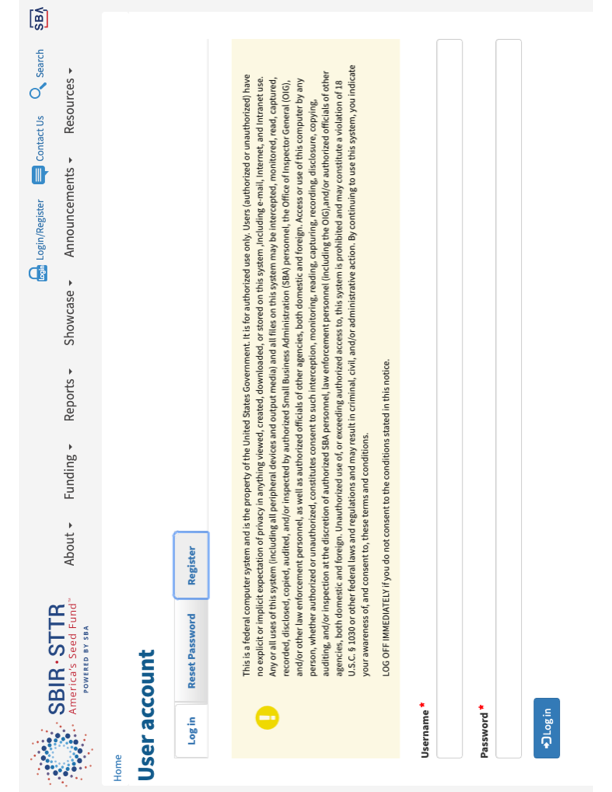 Login/Register
Contact Us
Search
SBA
SBIR·STTR
America's Seed Fund™
POWERED BY SBA
About
Funding
Reports
Showcase
Announcements
Resources
Home
User account
Log in
Reset Password
Register
This is a federal computer system and is the property of the United States Government. It is for authorized use only. Users (authorized or unauthorized) have
no explicit or implicit expectation of privacy in anything viewed, created, downloaded, or stored on this system ,including e-mail, Internet, and Intranet use.
Any or all uses of this system (including all peripheral devices and output media) and all files on this system may be intercepted, monitored, read, captured,
recorded, disclosed, copied, audited, and/or inspected by authorized Small Business Administration (SBA) personnel, the Office of Inspector General (OIG),
and/or other law enforcement personnel, as well as authorized officials of other agencies, both domestic and foreign. Access or use of this computer by any
person, whether authorized or unauthorized, constitutes consent to such interception, monitoring, reading, capturing, recording, disclosure, copying,
auditing, and/or inspection at the discretion of authorized SBA personnel, law enforcement personnel (including the OIG),and/or authorized officials of other
agencies, both domestic and foreign. Unauthorized use of, or exceeding authorized access to, this system is prohibited and may constitute a violation of 18
U.S.C. § 1030 or other federal laws and regulations and may result in criminal, civil, and/or administrative action. By continuing to use this system, you indicate
your awareness of, and consent to, these terms and conditions.
LOG OFF IMMEDIATELY if you do not consent to the conditions stated in this notice.
Username *
Password *
Log in